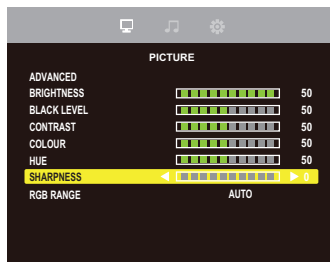 PICTURE
ADVANCED
BRIGHTNESS 50
BLACK LEVEL 50
CONTRAST 50
COLOUR 50
HUE 50
SHARPNESS 0
RGB RANGE AUTO